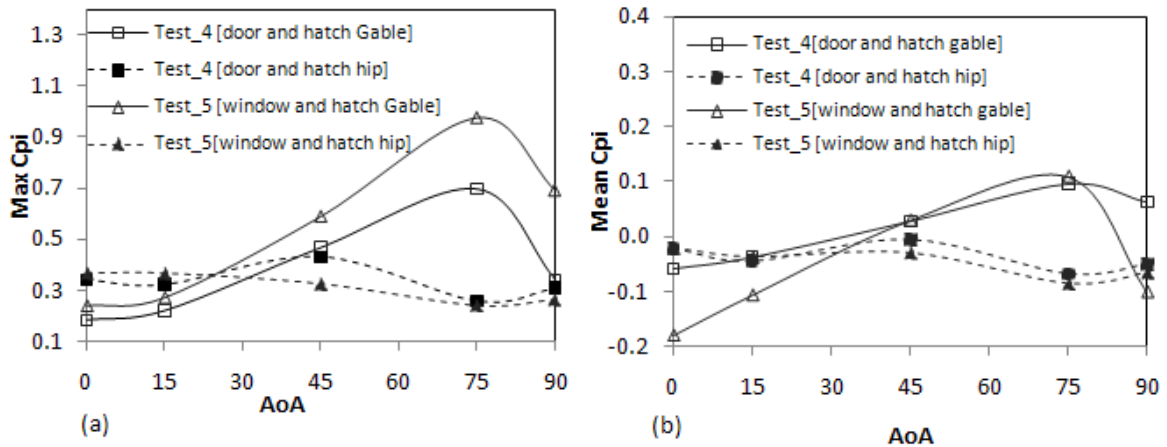 Max Cpi
1.3
1.1
0.9
0.7
0.5
0.3
0.1
Test_4 [door and hatch Gable]
Test_4 [door and hatch hip]
Test_5 [window and hatch Gable]
Test_5[window and hatch hip]
0 15 30 45 60 75 90
AoA
(a)
Mean Cpi
0.4
0.3
0.2
0.1
0.0
-0.1
-0.2
Test_4[door and hatch gable]
Test_4 [door and hatch hip]
Test_5[window and hatch gable]
Test_5 [window and hatch hip]
0 15 30 45 60 75 90
AoA
(b)